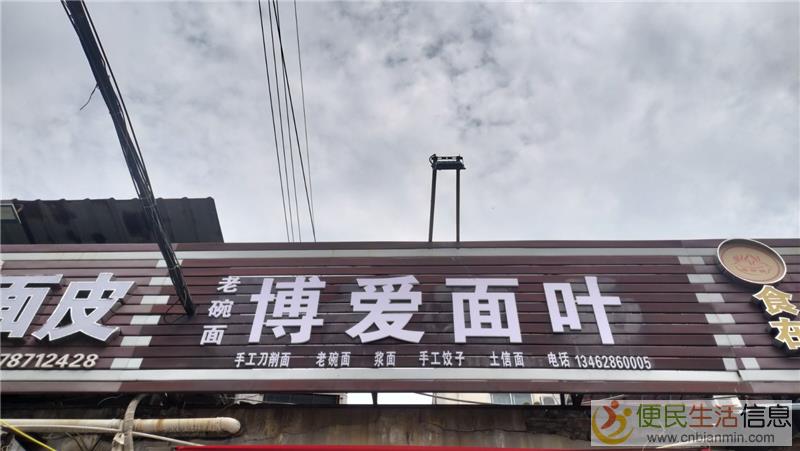 面皮
78712428
老碗面
博爱面叶
手工刀削面 老碗面 浆面 手工饺子 土信面 电话 13462860005
食在
便民生活信息
www.cnbianmin.com